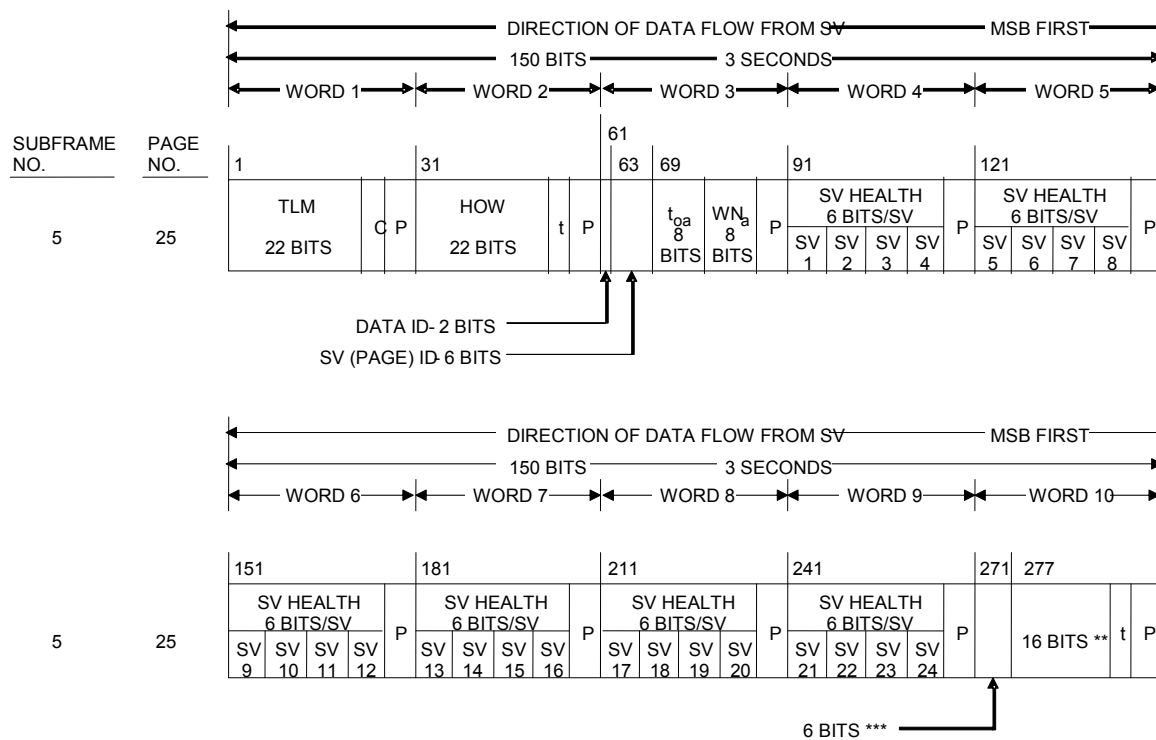 DIRECTION OF DATA FLOW FROM SV MSB FIRST
150 BITS 3 SECONDS
WORD 1 WORD 2 WORD 3 WORD 4 WORD 5
SUBFRAME NO. PAGE NO.
61
1 31 63 69 91 121
5 25
TLM 22 BITS C P
HOW 22 BITS t P
toa 8 BITS
WNa 8 BITS
P
SV HEALTH 6 BITS/SV
SV 1 SV 2 SV 3 SV 4
P
SV HEALTH 6 BITS/SV
SV 5 SV 6 SV 7 SV 8
P
DATA ID- 2 BITS
SV (PAGE) ID- 6 BITS
DIRECTION OF DATA FLOW FROM SV MSB FIRST
150 BITS 3 SECONDS
WORD 6 WORD 7 WORD 8 WORD 9 WORD 10
151 181 211 241 271 277
5 25
SV HEALTH 6 BITS/SV
SV 9 SV 10 SV 11 SV 12
P
SV HEALTH 6 BITS/SV
SV 13 SV 14 SV 15 SV 16
P
SV HEALTH 6 BITS/SV
SV 17 SV 18 SV 19 SV 20
P
SV HEALTH 6 BITS/SV
SV 21 SV 22 SV 23 SV 24
P
16 BITS ** t P
6 BITS ***